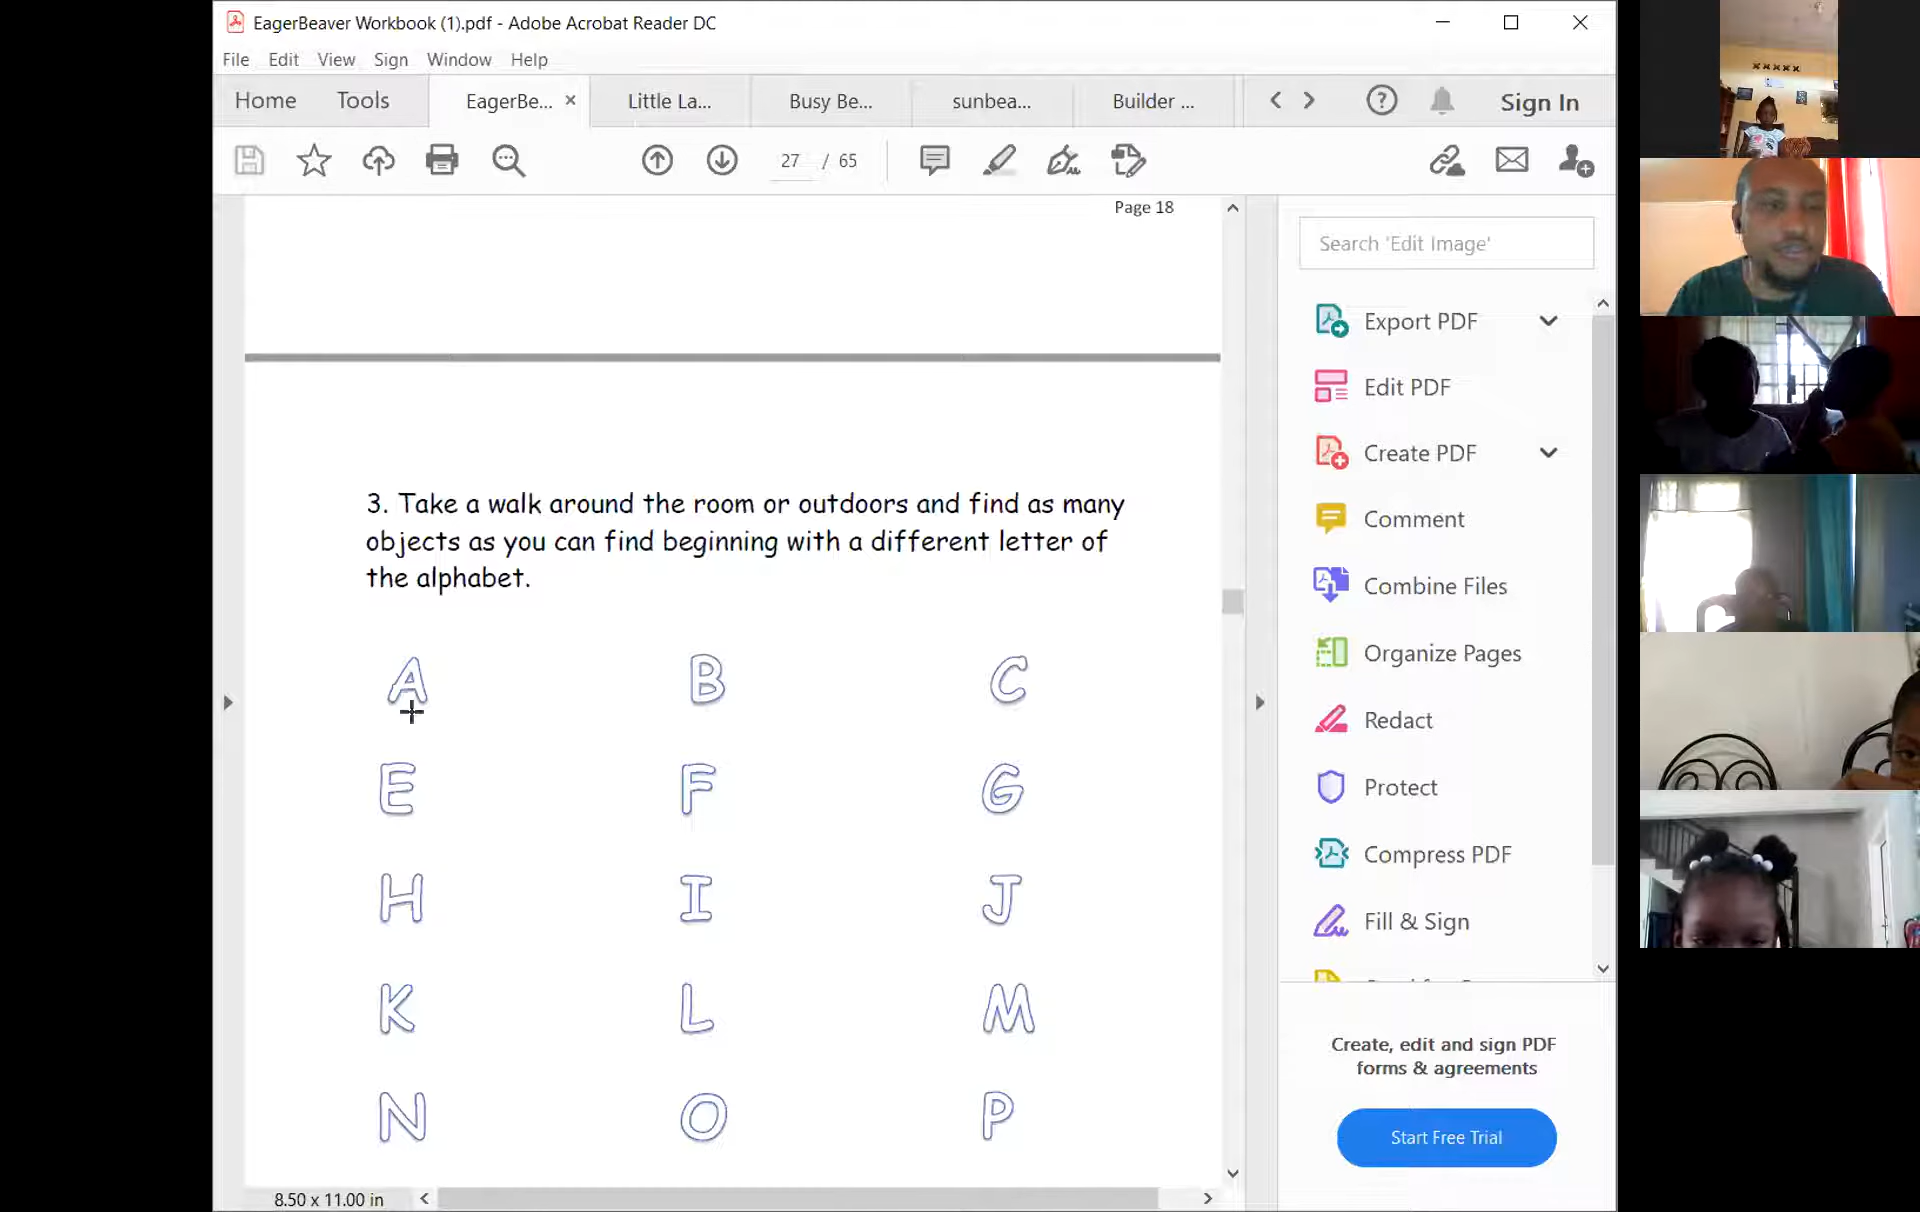 EagerBeaver Workbook (1).pdf - Adobe Acrobat Reader DC
File Edit View Sign Window Help
Home Tools EagerBe... Little La... Busy Be... sunbea... Builder ... Sign In
27 / 65
Page 18
3. Take a walk around the room or outdoors and find as many
objects as you can find beginning with a different letter of
the alphabet.
A B C
E F G
H I J
K L M
N O P
8.50 x 11.00 in
Search 'Edit Image'
Export PDF
Edit PDF
Create PDF
Comment
Combine Files
Organize Pages
Redact
Protect
Compress PDF
Fill & Sign
Create, edit and sign PDF
forms & agreements
Start Free Trial